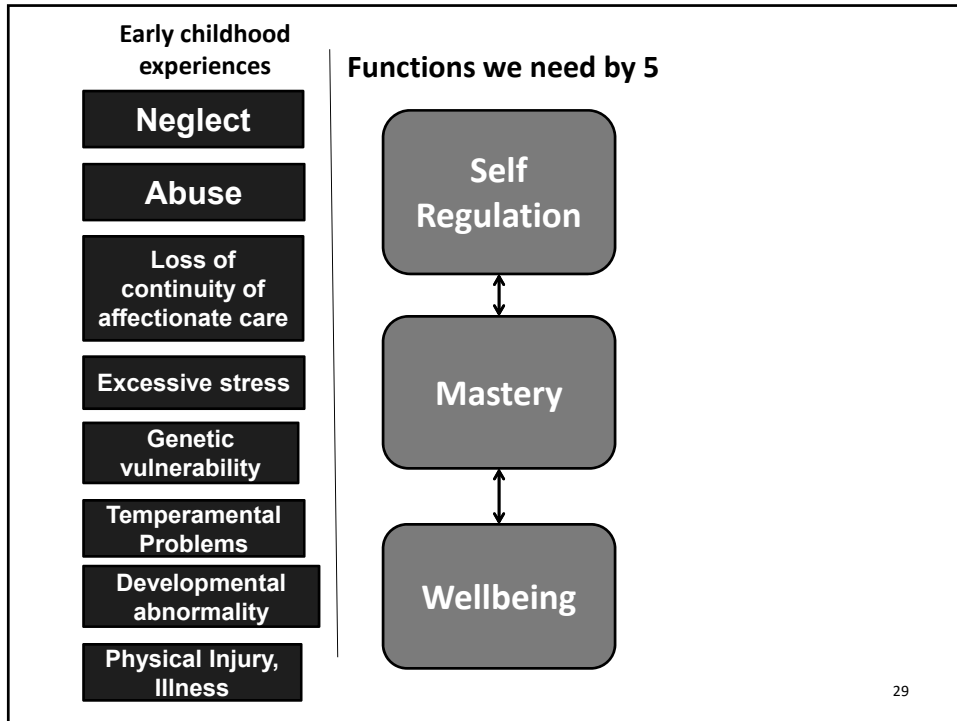 Early childhood
experiences
Neglect
Abuse
Loss of
continuity of
affectionate care
Excessive stress
Genetic
vulnerability
Temperamental
Problems
Developmental
abnormality
Physical Injury,
Illness
Functions we need by 5
Self
Regulation
Mastery
Wellbeing
29